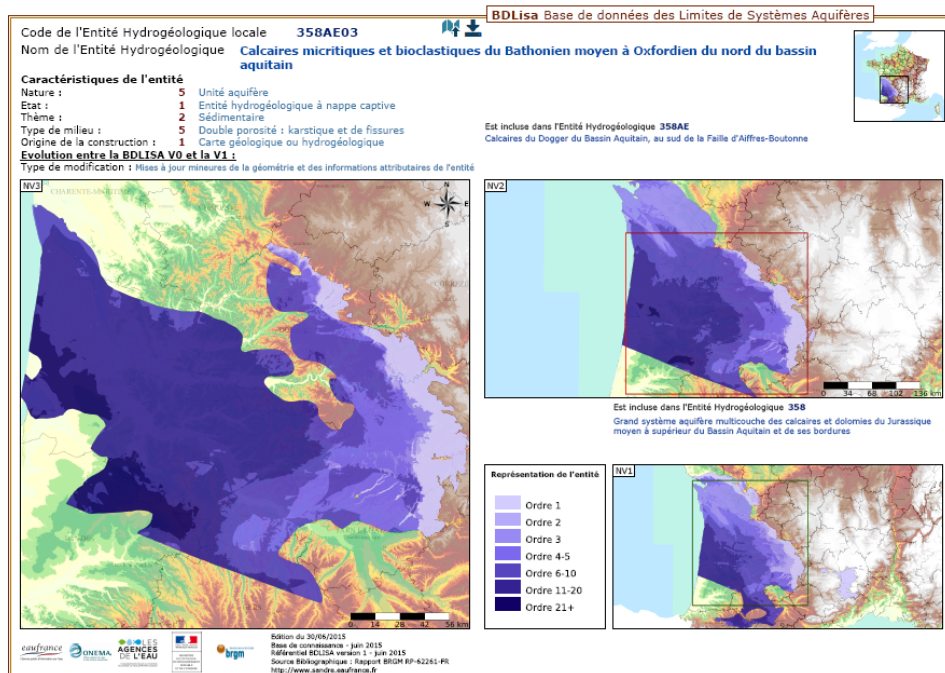 BDLisa Base de données des Limites de Systèmes Aquifères
Code de l'Entité Hydrogéologique locale 358AE03
Nom de l'Entité Hydrogéologique Calcaires micritiques et bioclastiques du Bathonien moyen à Oxfordien du nord du bassin
aquitain
Caractéristiques de l'entité
Nature : 5 Unité aquifère
Etat : 1 Entité hydrogéologique à nappe captive
Thème : 2 Sédimentaire
Type de milieu : 5 Double porosité : karstique et de fissures
Origine de la construction : 1 Carte géologique ou hydrogéologique
Evolution entre la BDLISA V0 et la V1 :
Type de modification : Mises à jour mineures de la géométrie et des informations attributaires de l'entité
Est incluse dans l'Entité Hydrogéologique 358AE
Calcaires du Dogger du Bassin Aquitain, au sud de la Faille d'Aiffres-Boutonne
NV3
N
W E
S
0 14 28 42 56 km
NV2
0 34 68 102 136 km
Est incluse dans l'Entité Hydrogéologique 358
Grand système aquifère multicouche des calcaires et dolomies du Jurassique
moyen à supérieur du Bassin Aquitain et de ses bordures
Représentation de l'entité
Ordre 1
Ordre 2
Ordre 3
Ordre 4-5
Ordre 6-10
Ordre 11-20
Ordre 21+
NV1
eaufrance
ONEMA
LES
AGENCES
DE L'EAU
brgm
Edition du 30/06/2015
Base de connaissance - juin 2015
Référentiel BDLISA version 1 - juin 2015
Source Bibliographique : Rapport BRGM RP-62261-FR
http://www.sandre.eaufrance.fr